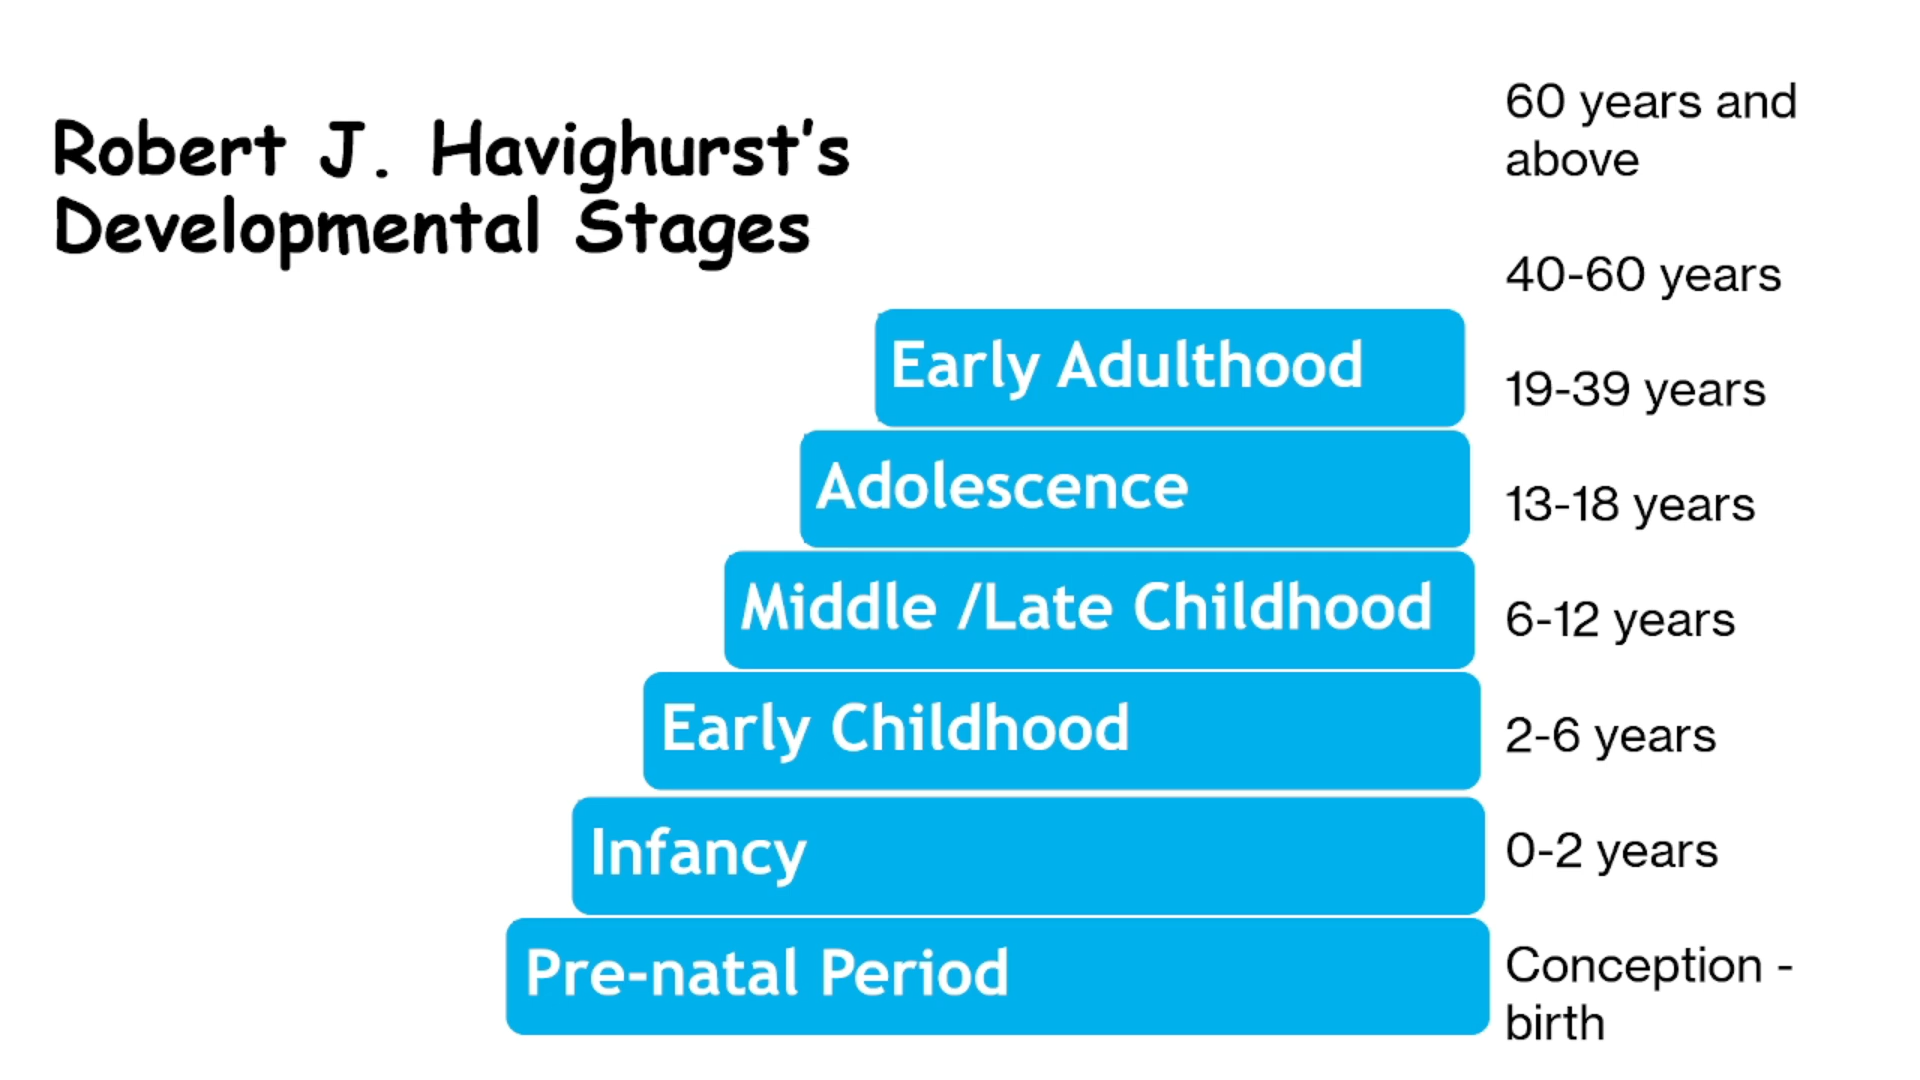 Robert J. Havighurst's
Developmental Stages
60 years and
above
40-60 years
Early Adulthood
19-39 years
Adolescence
13-18 years
Middle /Late Childhood
6-12 years
Early Childhood
2-6 years
Infancy
0-2 years
Pre-natal Period
Conception -
birth